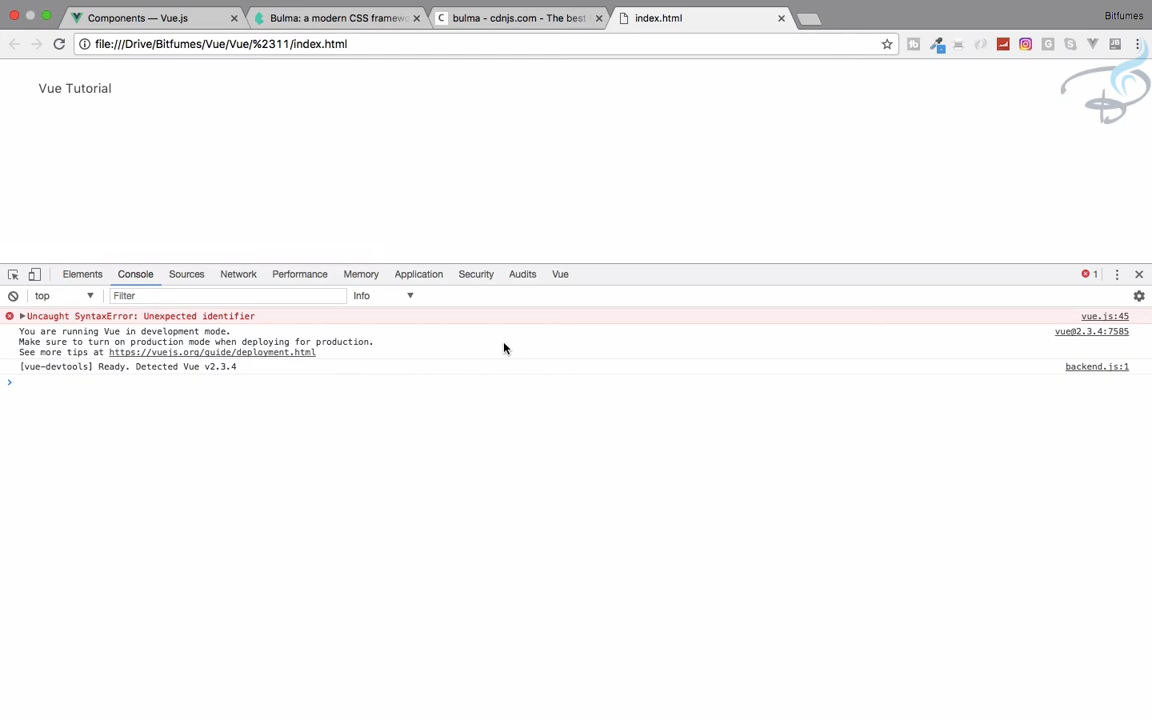 Components — Vue.js
Bulma: a modern CSS framewo
bulma - cdnjs.com - The best
index.html
Bitfumes
file:///Drive/Bitfumes/Vue/Vue/%2311/index.html
Vue Tutorial
Elements Console Sources Network Performance Memory Application Security Audits Vue 1
top Filter Info
Uncaught SyntaxError: Unexpected identifier vue.js:45
You are running Vue in development mode. vue@2.3.4:7585
Make sure to turn on production mode when deploying for production.
See more tips at https://vuejs.org/guide/deployment.html
[vue-devtools] Ready. Detected Vue v2.3.4 backend.js:1